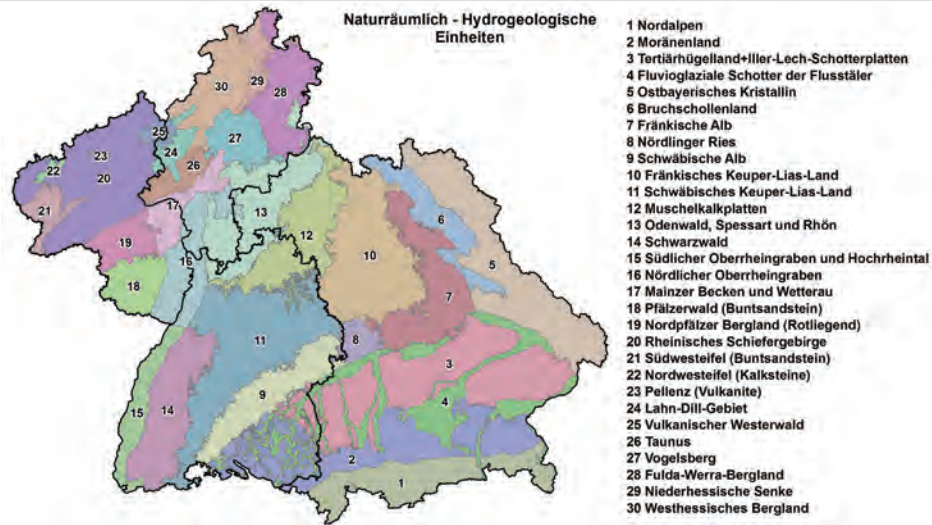 Naturräumlich - Hydrogeologische
Einheiten
1 Nordalpen
2 Moränenland
3 Tertiärhügelland+Iller-Lech-Schotterplatten
4 Fluvioglaziale Schotter der Flusstäler
5 Ostbayerisches Kristallin
6 Bruchschollenland
7 Fränkische Alb
8 Nördlinger Ries
9 Schwäbische Alb
10 Fränkisches Keuper-Lias-Land
11 Schwäbisches Keuper-Lias-Land
12 Muschelkalkplatten
13 Odenwald, Spessart und Rhön
14 Schwarzwald
15 Südlicher Oberrheingraben und Hochrheintal
16 Nördlicher Oberrheingraben
17 Mainzer Becken und Wetterau
18 Pfälzerwald (Buntsandstein)
19 Nordpfälzer Bergland (Rotliegend)
20 Rheinisches Schiefergebirge
21 Südwesteifel (Buntsandstein)
22 Nordwesteifel (Kalksteine)
23 Pellenz (Vulkanite)
24 Lahn-Dill-Gebiet
25 Vulkanischer Westerwald
26 Taunus
27 Vogelsberg
28 Fulda-Werra-Bergland
29 Niederhessische Senke
30 Westhessisches Bergland
29
30
28
25
27
23
24
22
26
20
17
21
13
6
19
12
10
16
5
18
7
11
8
3
9
14
4
15
2
1